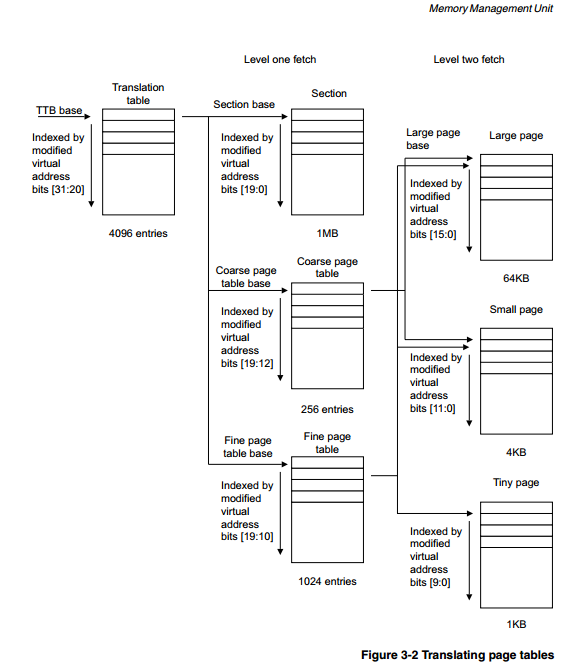 Memory Management Unit
Level one fetch
Level two fetch
Translation
table
TTB base
Indexed by
modified
virtual
address
bits [31:20]
4096 entries
Section base
Section
Indexed by
modified
virtual
address
bits [19:0]
1MB
Coarse page
table base
Coarse page
table
Indexed by
modified
virtual
address
bits [19:12]
256 entries
Fine page
table base
Fine page
table
Indexed by
modified
virtual
address
bits [19:10]
1024 entries
Large page
base
Large page
Indexed by
modified
virtual
address
bits [15:0]
64KB
Small page
Indexed by
modified
virtual
address
bits [11:0]
4KB
Tiny page
Indexed by
modified
virtual
address
bits [9:0]
1KB
Figure 3-2 Translating page tables